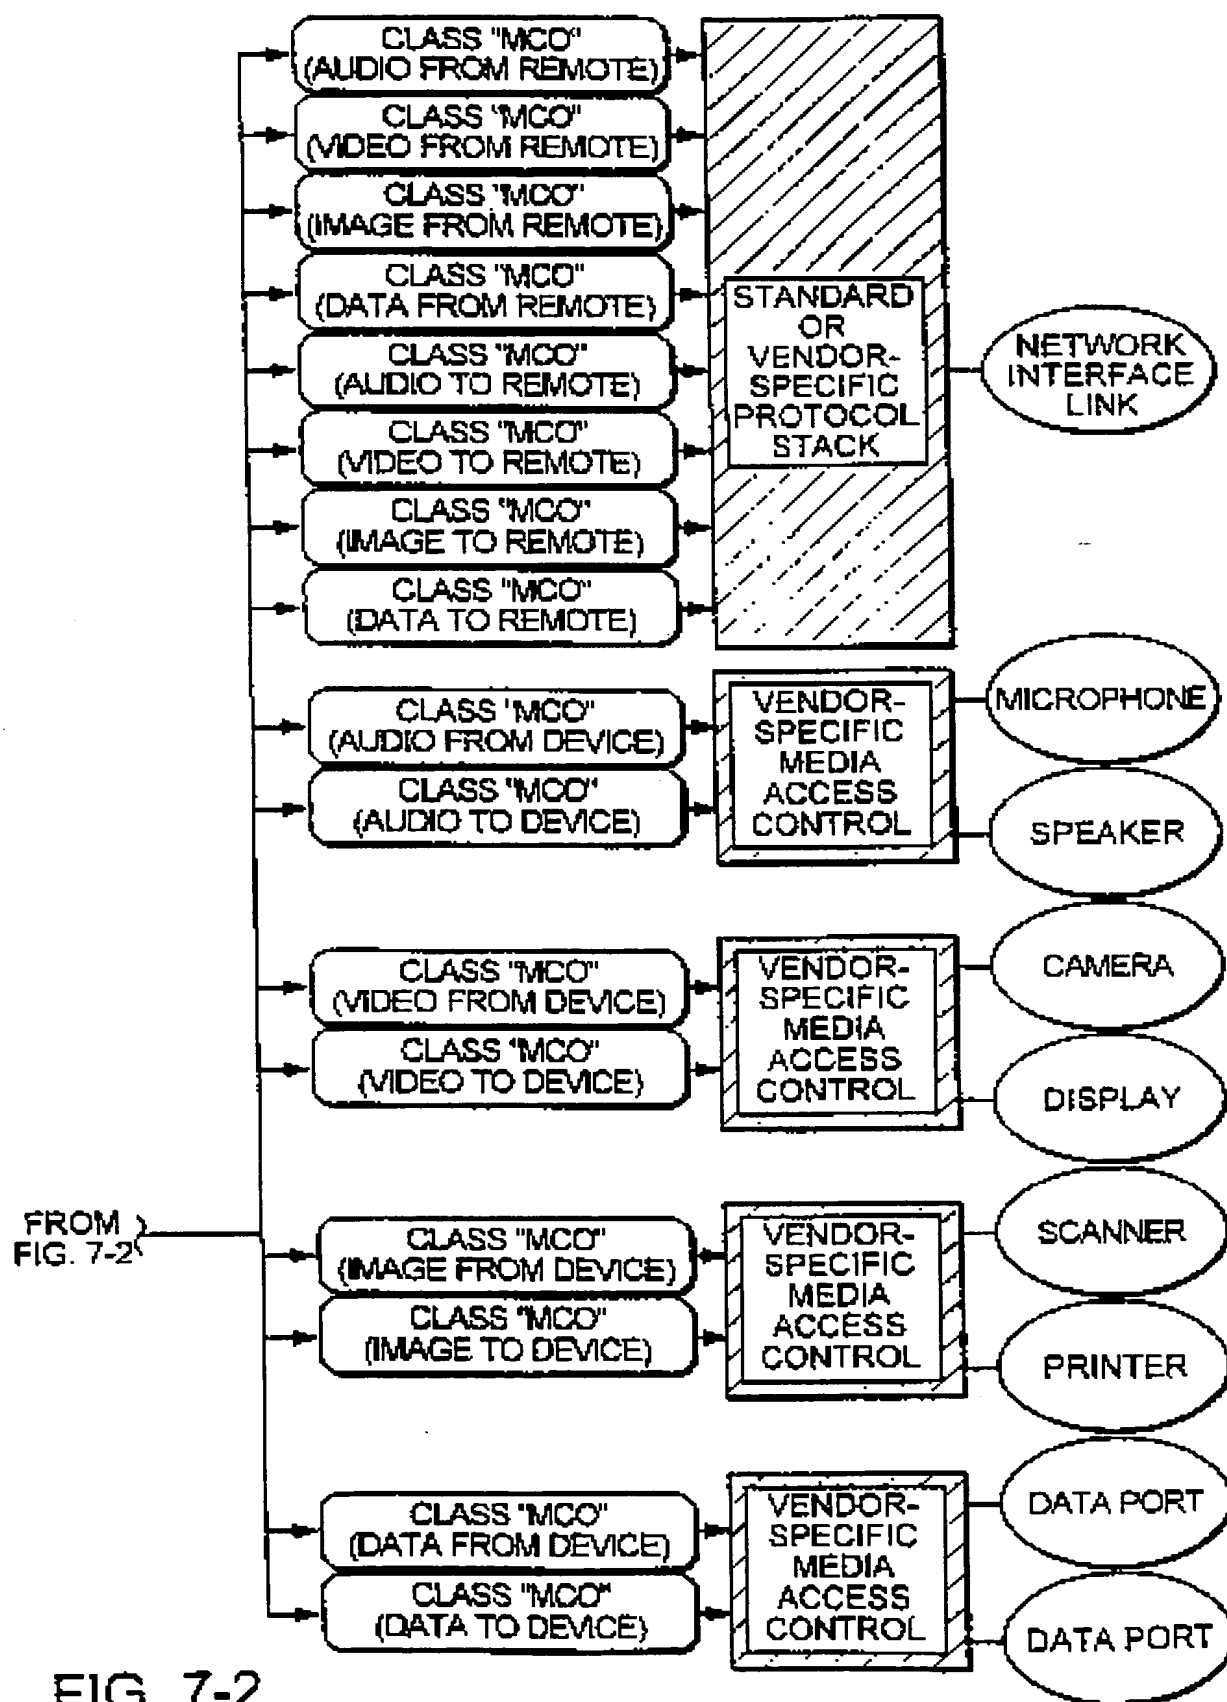 CLASS "MCO"
(AUDIO FROM REMOTE)
CLASS "MCO"
(VIDEO FROM REMOTE)
CLASS "MCO"
(IMAGE FROM REMOTE)
CLASS "MCO"
(DATA FROM REMOTE)
CLASS "MCO"
(AUDIO TO REMOTE)
CLASS "MCO"
(VIDEO TO REMOTE)
CLASS "MCO"
(IMAGE TO REMOTE)
CLASS "MCO"
(DATA TO REMOTE)
STANDARD
OR
VENDOR-
SPECIFIC
PROTOCOL
STACK
NETWORK
INTERFACE
LINK
CLASS "MCO"
(AUDIO FROM DEVICE)
CLASS "MCO"
(AUDIO TO DEVICE)
VENDOR-
SPECIFIC
MEDIA
ACCESS
CONTROL
MICROPHONE
SPEAKER
CLASS "MCO"
(VIDEO FROM DEVICE)
CLASS "MCO"
(VIDEO TO DEVICE)
VENDOR-
SPECIFIC
MEDIA
ACCESS
CONTROL
CAMERA
DISPLAY
FROM
FIG. 7-2
CLASS "MCO"
(IMAGE FROM DEVICE)
CLASS "MCO"
(IMAGE TO DEVICE)
VENDOR-
SPECIFIC
MEDIA
ACCESS
CONTROL
SCANNER
PRINTER
CLASS "MCO"
(DATA FROM DEVICE)
CLASS "MCO"
(DATA TO DEVICE)
VENDOR-
SPECIFIC
MEDIA
ACCESS
CONTROL
DATA PORT
DATA PORT
FIG. 7-2